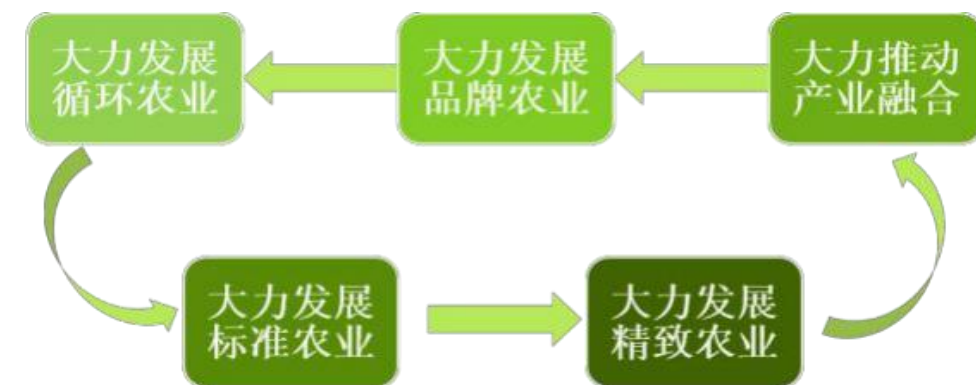 大力发展
循环农业
大力发展
品牌农业
大力推动
产业融合
大力发展
标准农业
大力发展
精致农业